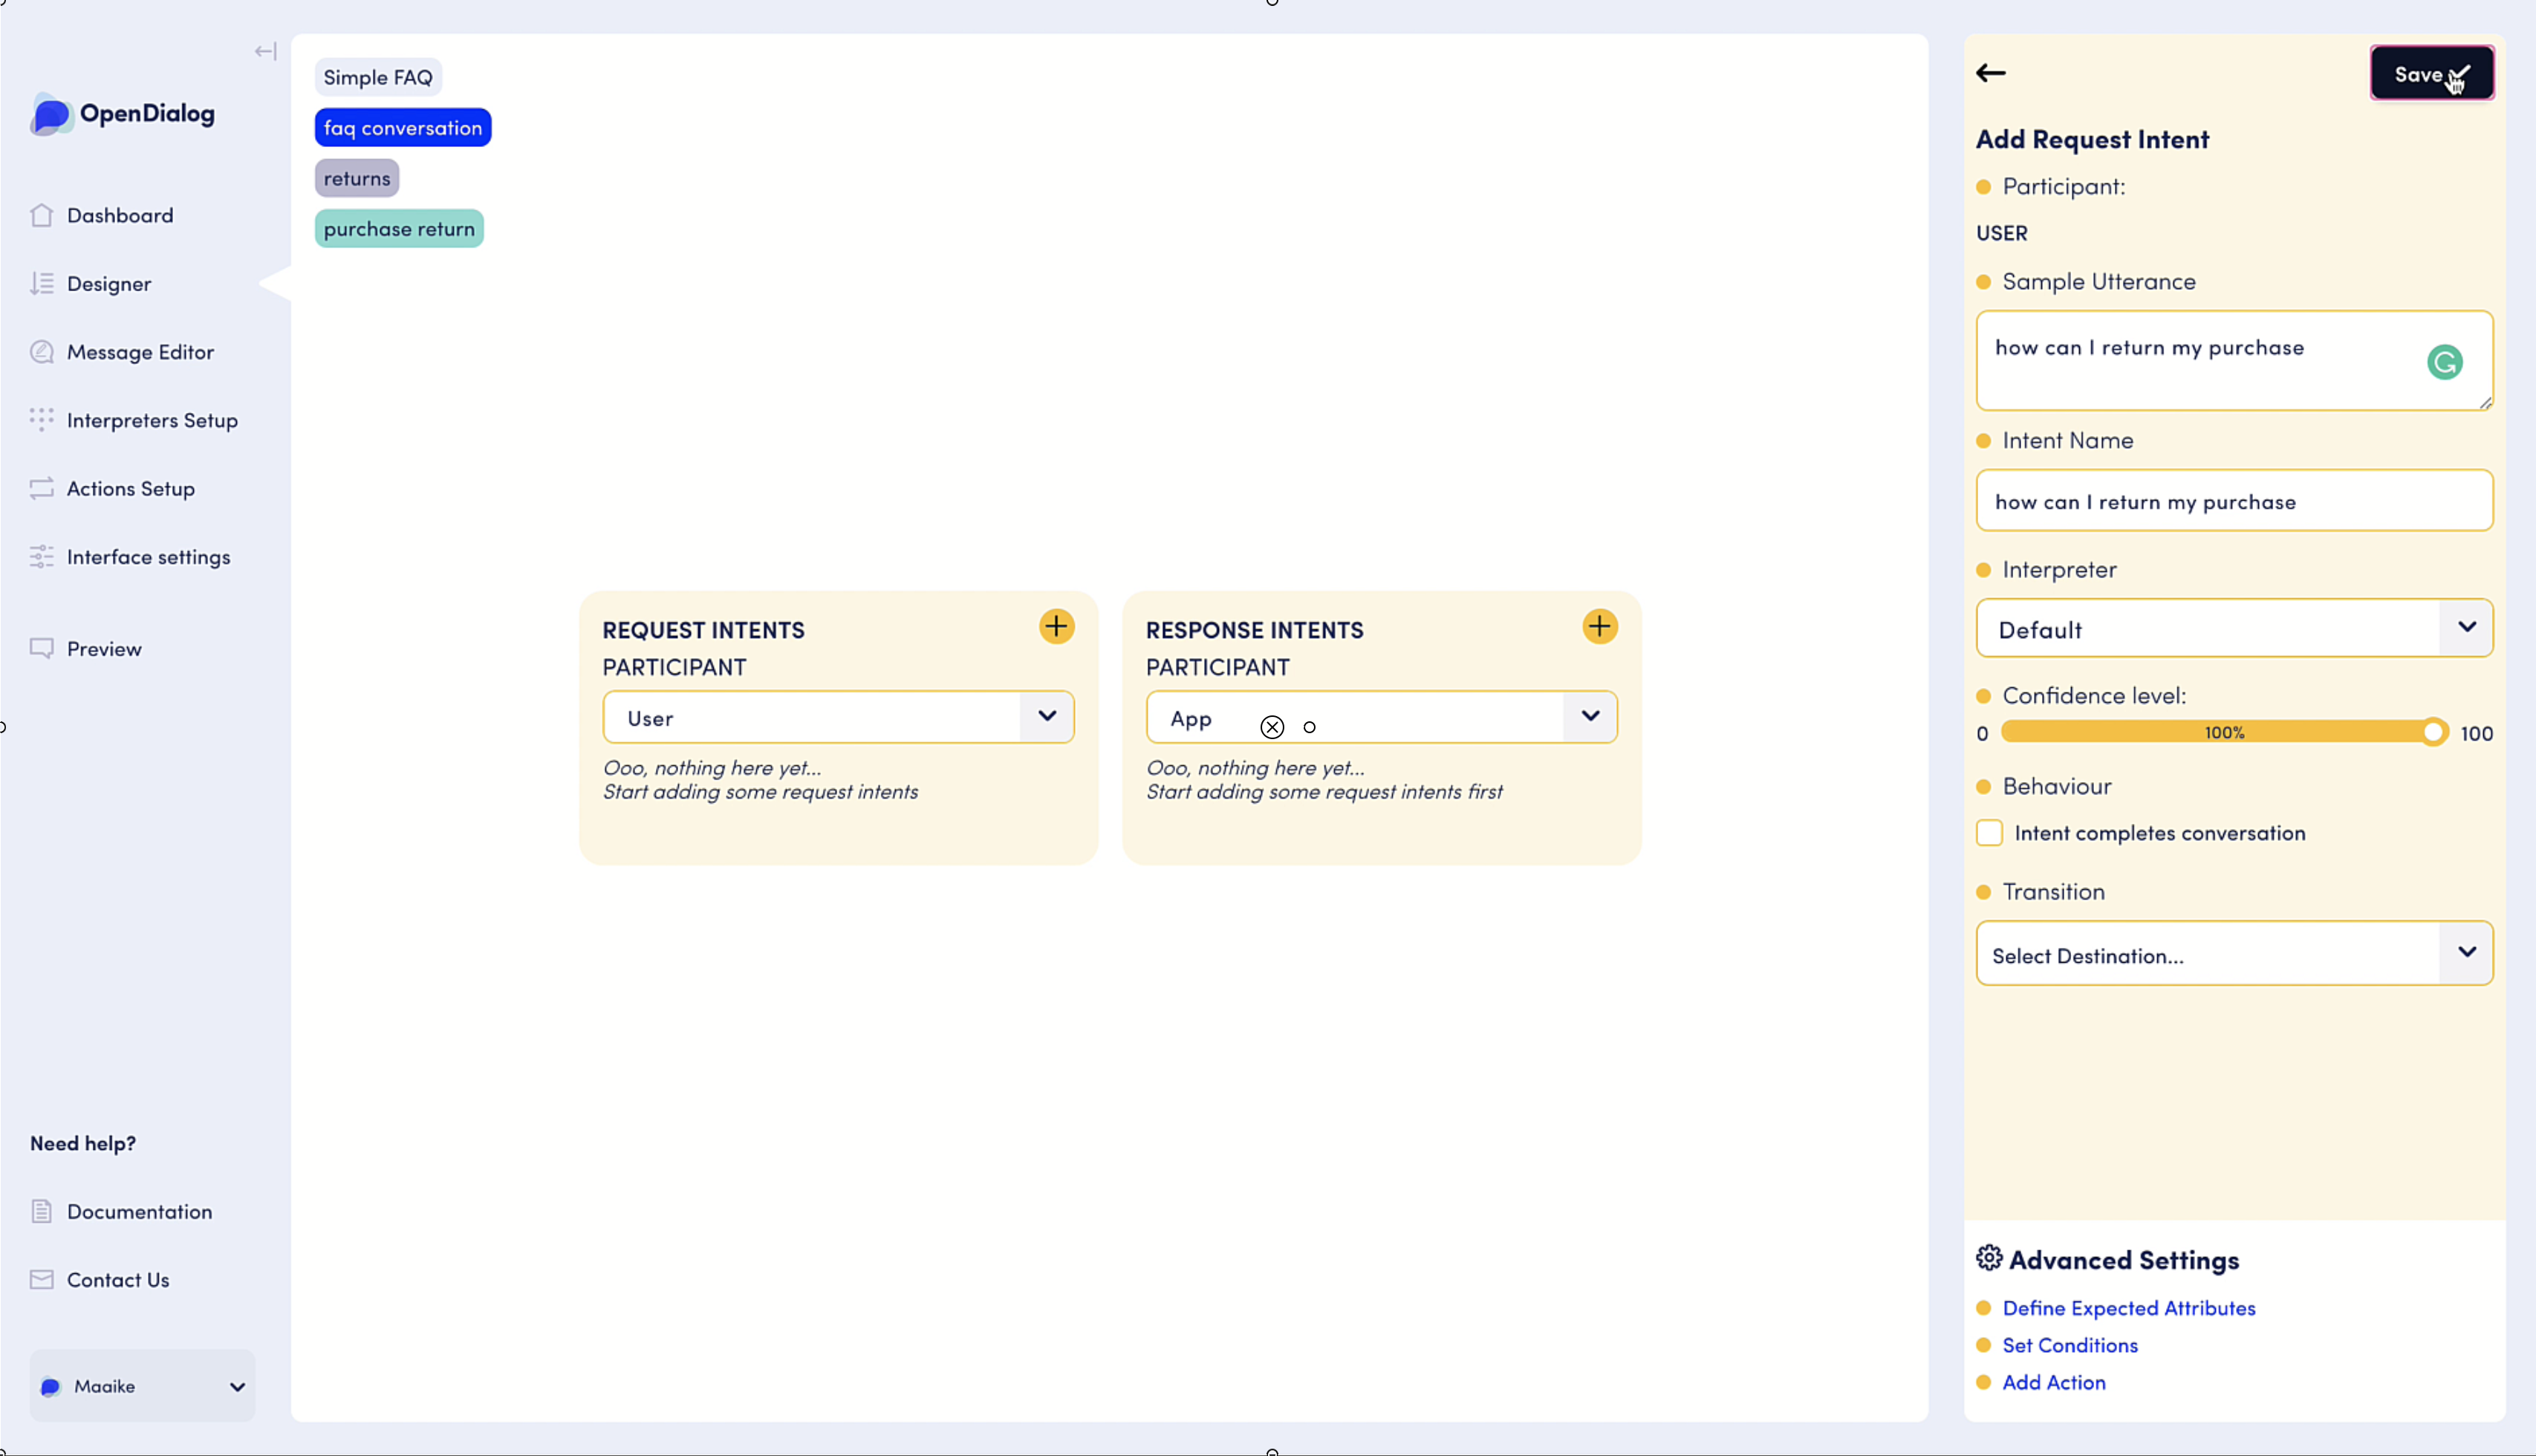 OpenDialog
Dashboard
Designer
Message Editor
Interpreters Setup
Actions Setup
Interface settings
Preview
Need help?
Documentation
Contact Us
Maaike
Simple FAQ
faq conversation
returns
purchase return
REQUEST INTENTS
PARTICIPANT
User
Ooo, nothing here yet...
Start adding some request intents
RESPONSE INTENTS
PARTICIPANT
App
Ooo, nothing here yet...
Start adding some request intents first
Save
Add Request Intent
Participant:
USER
Sample Utterance
how can I return my purchase
Intent Name
how can I return my purchase
Interpreter
Default
Confidence level:
0 100% 100
Behaviour
Intent completes conversation
Transition
Select Destination...
Advanced Settings
Define Expected Attributes
Set Conditions
Add Action